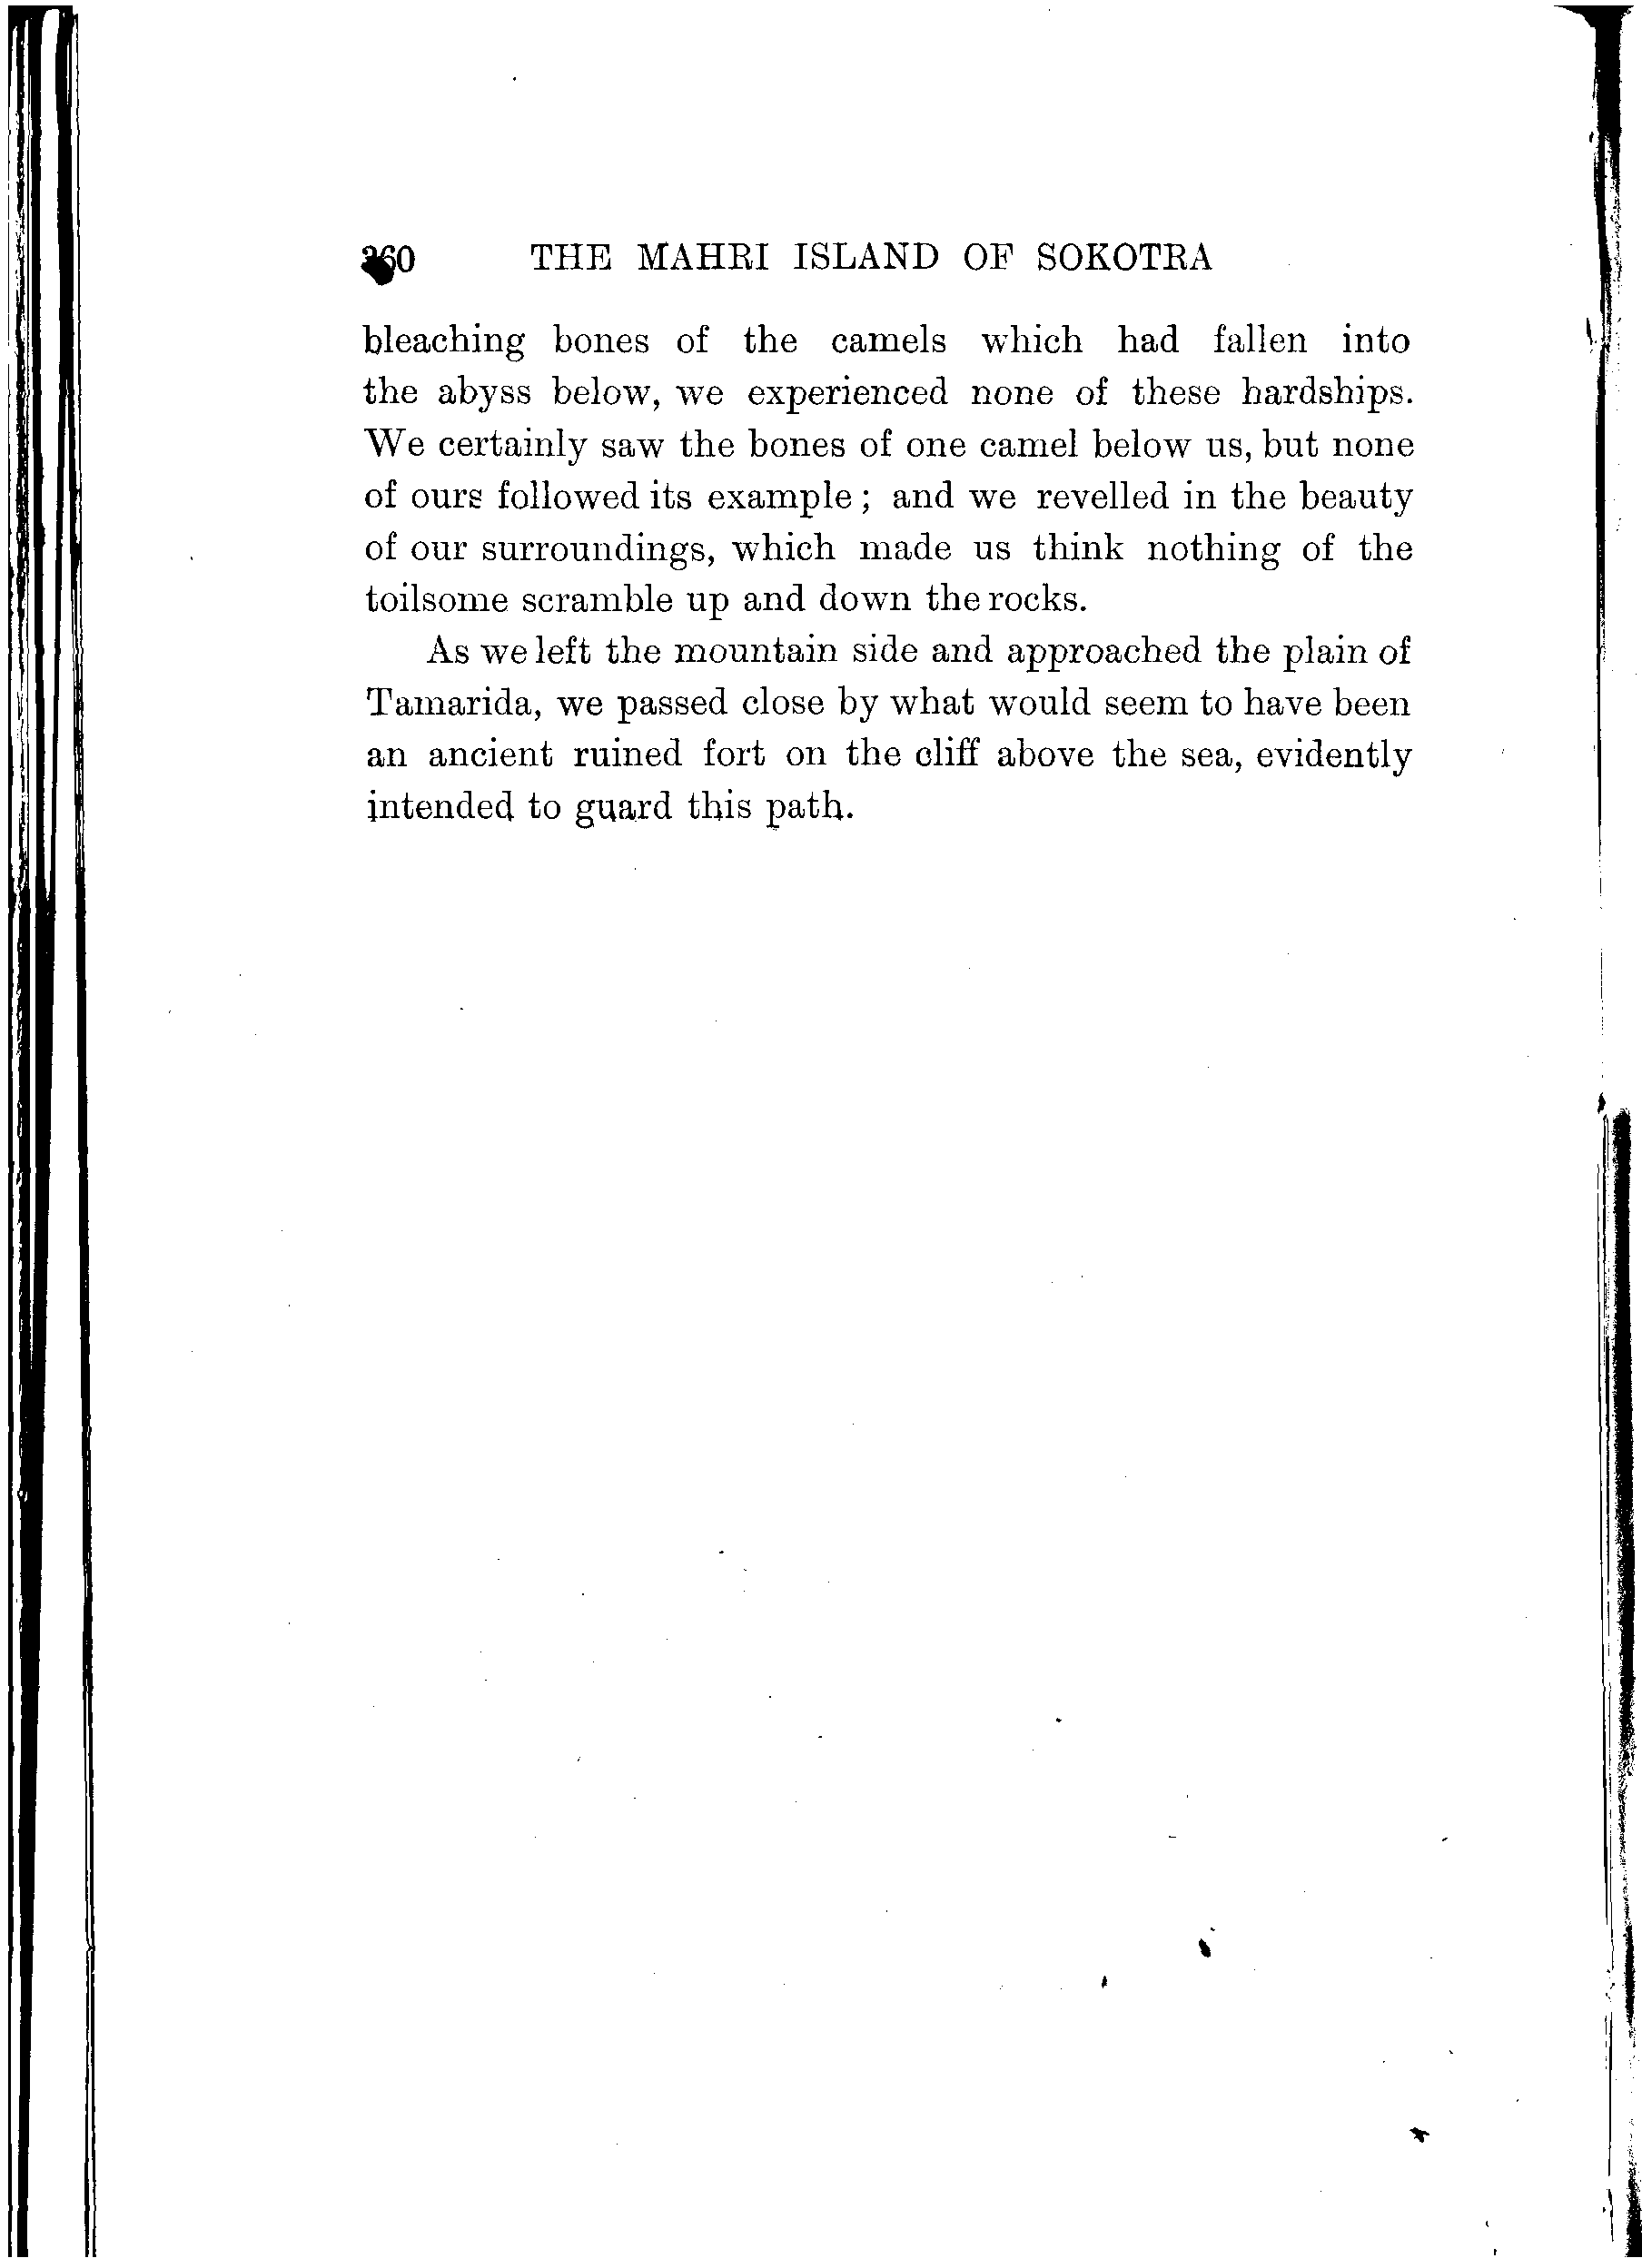 360 THE MAHRI ISLAND OF SOKOTRA
bleaching bones of the camels which had fallen into
the abyss below, we experienced none of these hardships.
We certainly saw the bones of one camel below us, but none
of ours followed its example ; and we revelled in the beauty
of our surroundings, which made us think nothing of the
toilsome scramble up and down the rocks.
As we left the mountain side and approached the plain of
Tamarida, we passed close by what would seem to have been
an ancient ruined fort on the cliff above the sea, evidently
intended to guard this path.